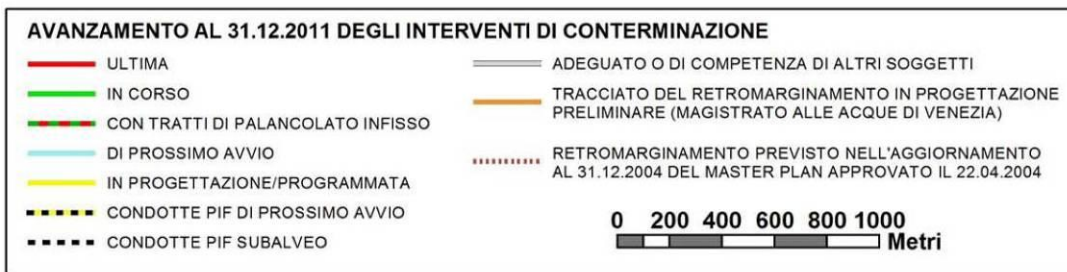 AVANZAMENTO AL 31.12.2011 DEGLI INTERVENTI DI CONTERMINAZIONE
ULTIMA
IN CORSO
CON TRATTI DI PALANCOLATO INFISSO
DI PROSSIMO AVVIO
IN PROGETTAZIONE/PROGRAMMATA
CONDOTTE PIF DI PROSSIMO AVVIO
CONDOTTE PIF SUBALVEO
ADEGUATO O DI COMPETENZA DI ALTRI SOGGETTI
TRACCIATO DEL RETROMARGINAMENTO IN PROGETTAZIONE
PRELIMINARE (MAGISTRATO ALLE ACQUE DI VENEZIA)
RETROMARGINAMENTO PREVISTO NELL'AGGIORNAMENTO
AL 31.12.2004 DEL MASTER PLAN APPROVATO IL 22.04.2004
0 200 400 600 800 1000
Metri